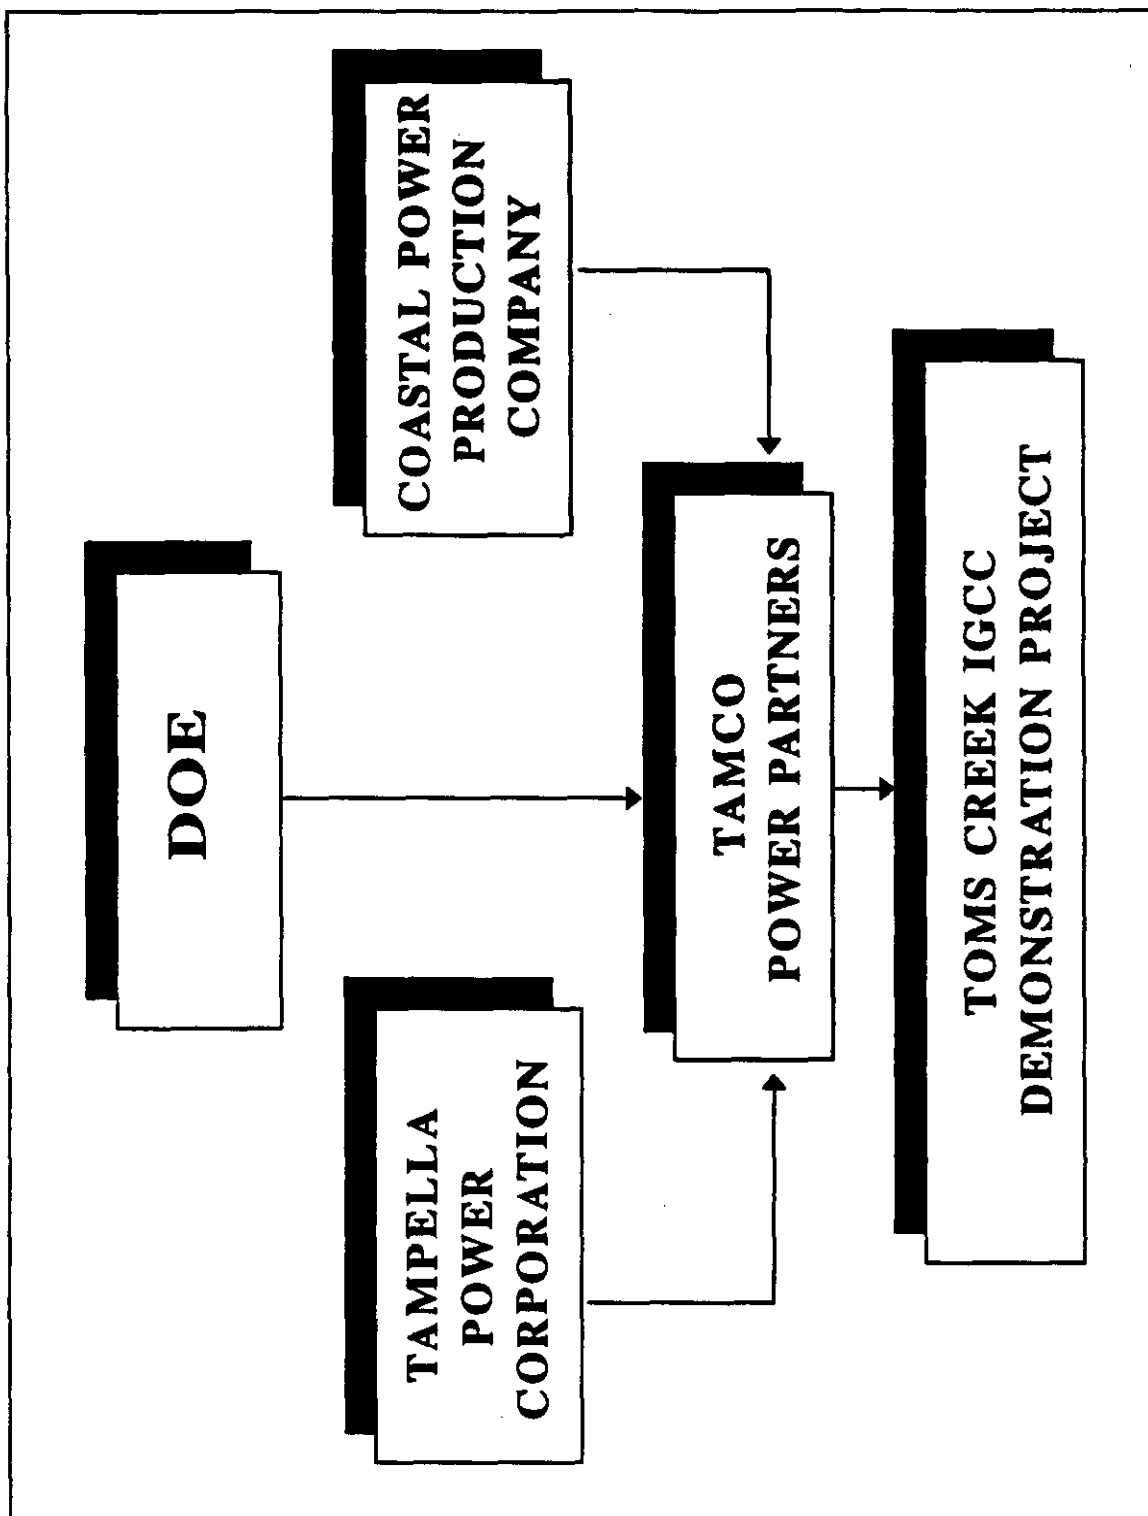 DOE
TAMPELLA
POWER
CORPORATION
COASTAL POWER
PRODUCTION
COMPANY
TAMCO
POWER PARTNERS
TOMS CREEK IGCC
DEMONSTRATION PROJECT